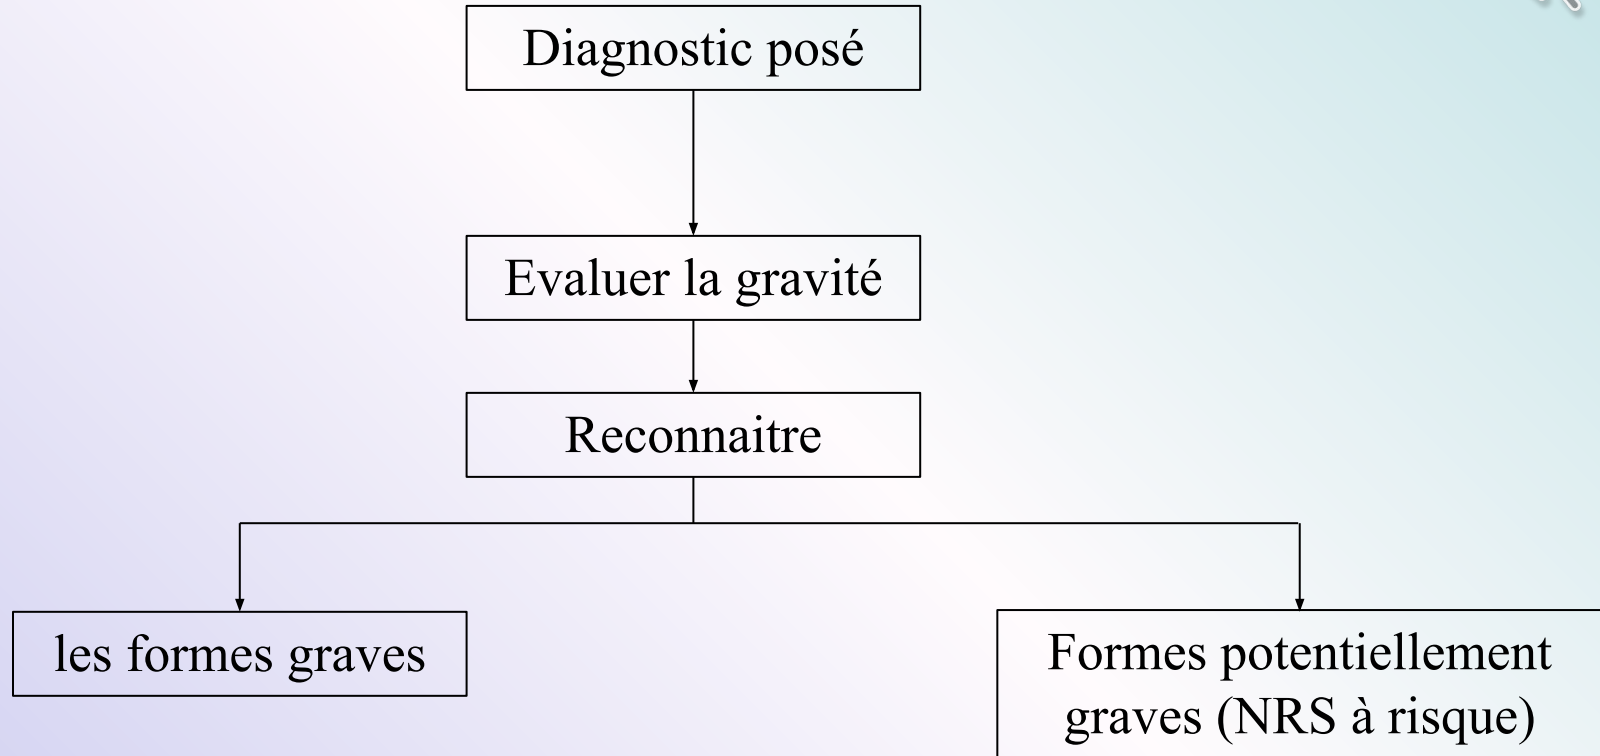 Diagnostic posé
Evaluer la gravité
Reconnaitre
les formes graves
Formes potentiellement
graves (NRS à risque)